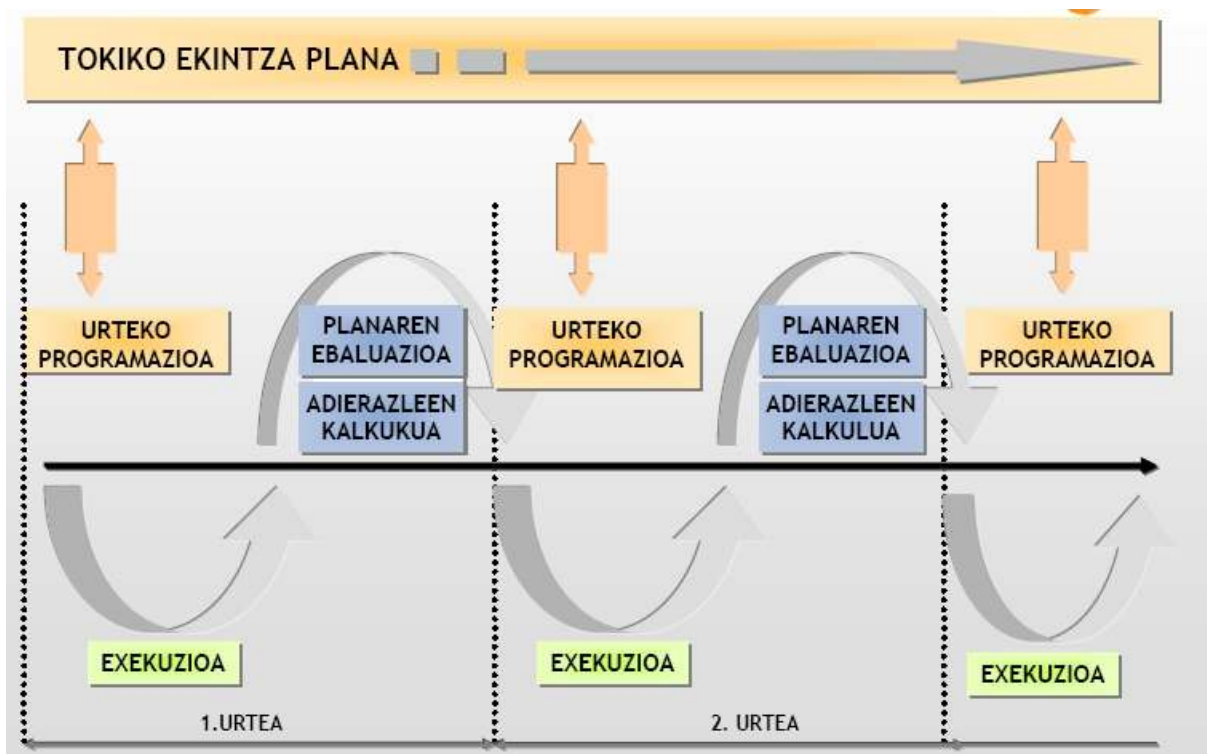 TOKIKO EKINTZA PLANA
URTEKO
PROGRAMAZIOA
PLANAREN
EBALUAZIOA
ADIERAZLEEN
KALKUKUA
URTEKO
PROGRAMAZIOA
PLANAREN
EBALUAZIOA
ADIERAZLEEN
KALKULUA
URTEKO
PROGRAMAZIOA
EXEKUZIOA
EXEKUZIOA
EXEKUZIOA
1.URTEA
2. URTEA